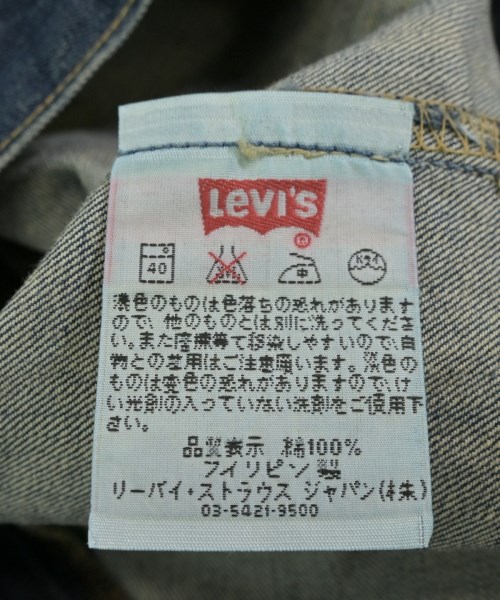 Levi's
®
40 中 ドライ
濃色のものは色落ちの恐れがあります
ので、他のものとは別に洗ってくださ
い。また摩擦等で移染しやすいので、白
物との着用はご注意願います。淡色の
ものは変色の恐れがありますのでけ
い光剤の入っていない洗剤をご使用下
さい。
品質表示 綿100%
フィリピン 製
リーバイ・ストラウス ジャパン(株)
03-5421-9500